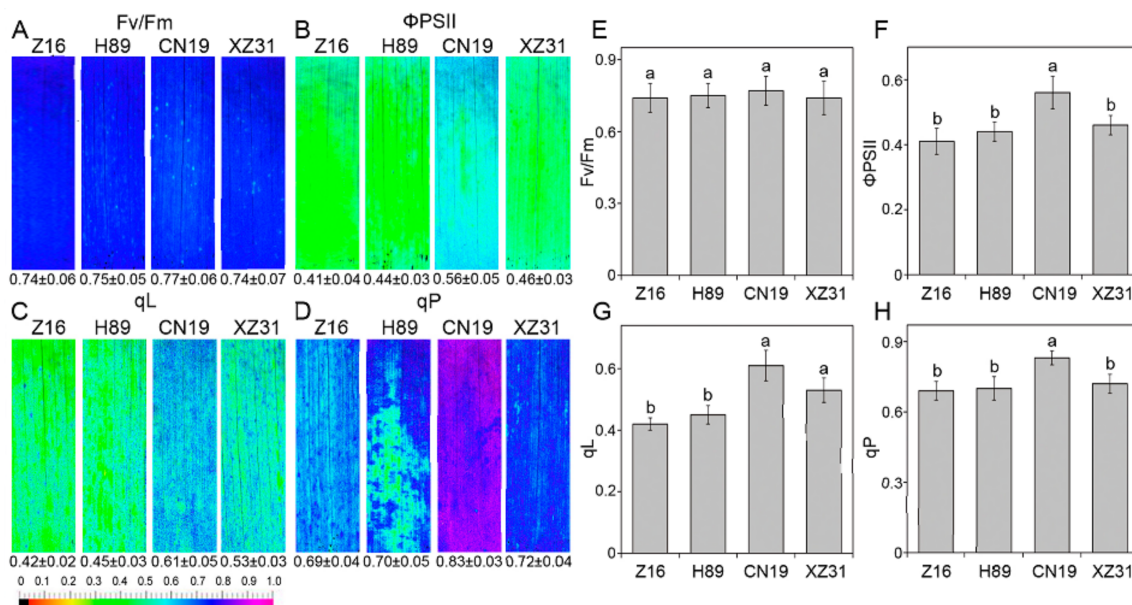 A Fv/Fm
Z16 H89 CN19 XZ31
0.74±0.06 0.75±0.05 0.77±0.06 0.74±0.07
B ΦPSII
Z16 H89 CN19 XZ31
0.41±0.04 0.44±0.03 0.56±0.05 0.46±0.03
C qL
Z16 H89 CN19 XZ31
0.42±0.02 0.45±0.03 0.61±0.05 0.53±0.03
D qP
Z16 H89 CN19 XZ31
0.69±0.04 0.70±0.05 0.83±0.03 0.72±0.04
0 0.1 0.2 0.3 0.4 0.5 0.6 0.7 0.8 0.9 1.0
E
Fv/Fm
0.9
0.6
0.3
0
a a a a
Z16 H89 CN19 XZ31
F
ΦPSII
0.6
0.4
0.2
0
b b a b
Z16 H89 CN19 XZ31
G
qL
0.6
0.4
0.2
0
b b a a
Z16 H89 CN19 XZ31
H
qP
0.9
0.6
0.3
0
b b a b
Z16 H89 CN19 XZ31